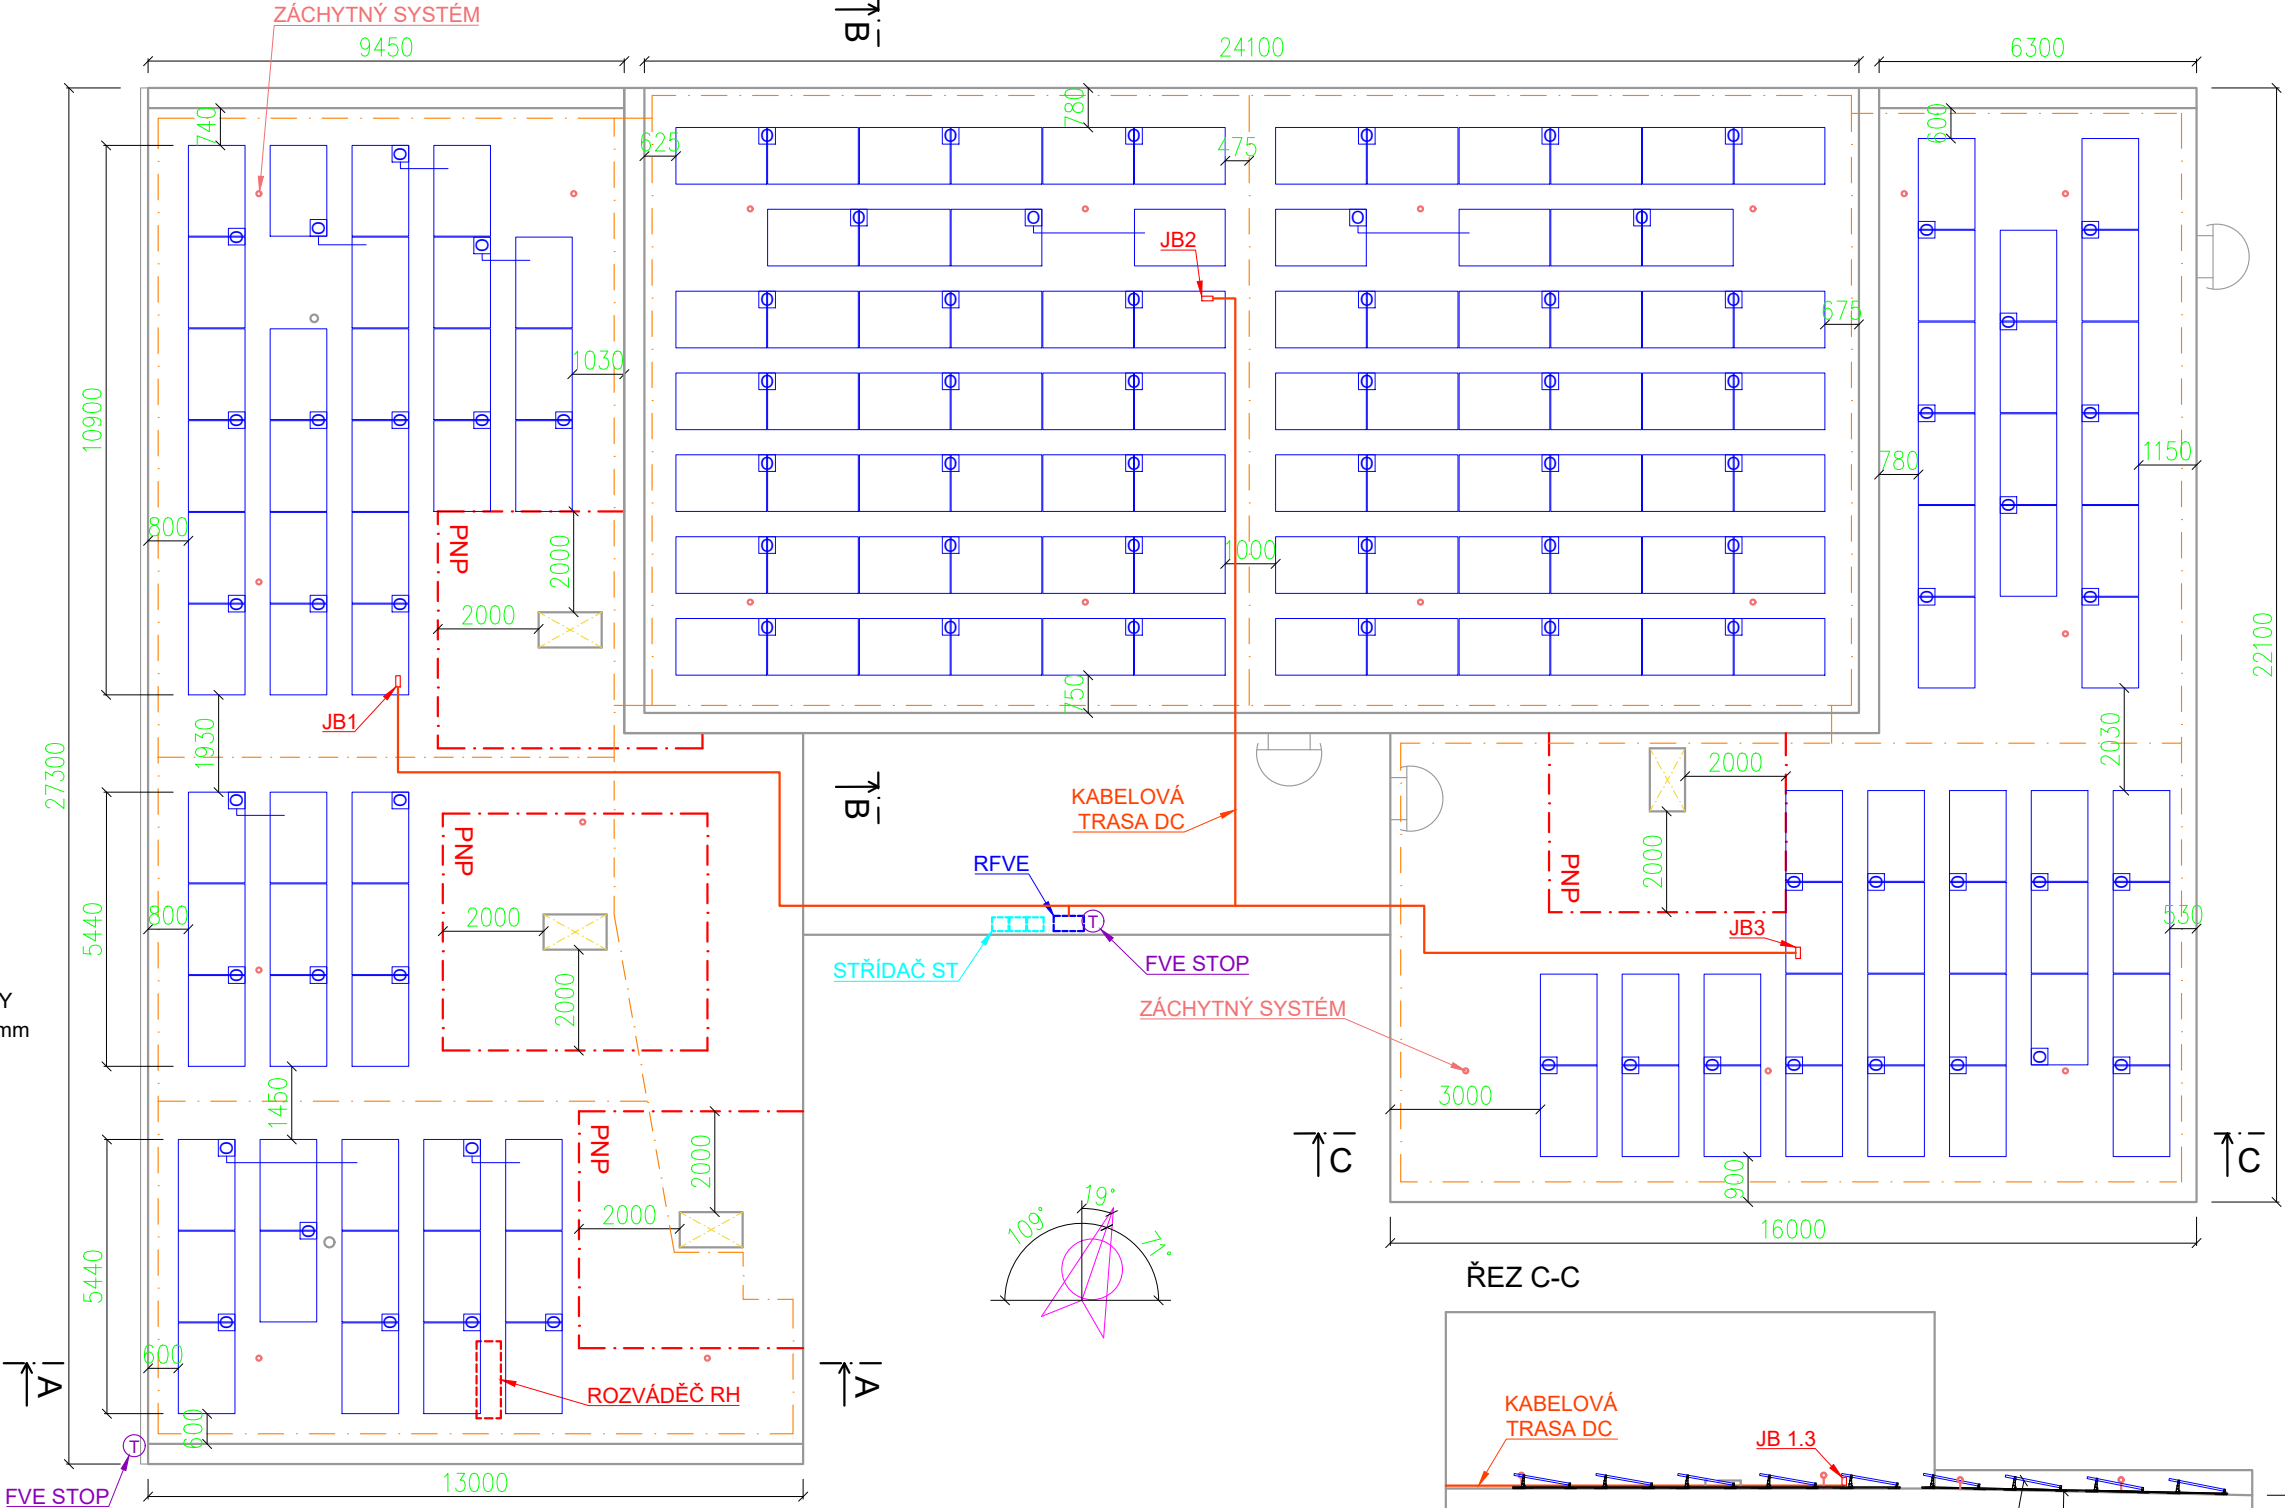 ZÁCHYTNÝ SYSTÉM
B
9450
24100
6300
740
780
600
625
475
JB2
675
1030
10900
1150
780
800
PNP
2000
1000
2000
22100
750
JB1
1930
2030
27300
B
2000
KABELOVÁ
TRASA DC
PNP
PNP
2000
RFVE
5440
800
2000
530
JB3
STŘÍDAČ ST
FVE STOP
Y
2000
ZÁCHYTNÝ SYSTÉM
mm
1450
3000
PNP
2000
C
C
900
19°
109°
71°
2000
16000
5440
ŘEZ C-C
600
A
A
ROZVÁDĚČ RH
KABELOVÁ
TRASA DC
600
JB 1.3
T
T
13000
FVE STOP